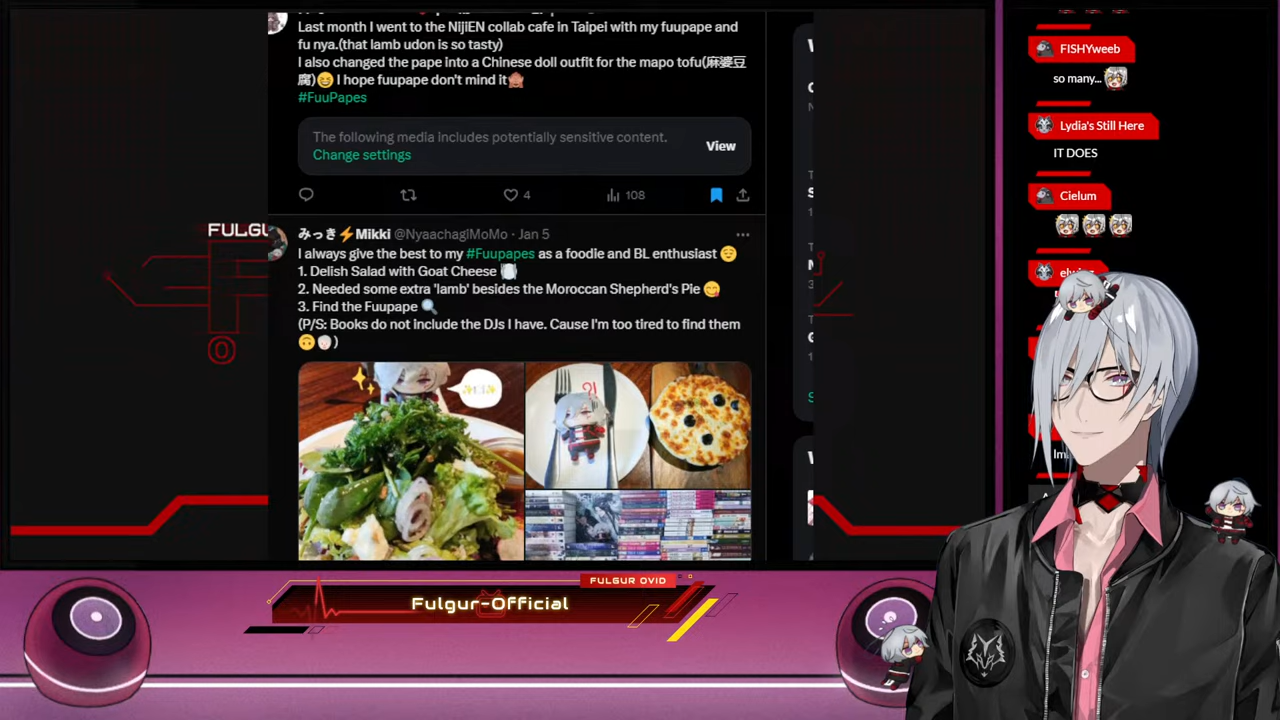 Last month I went to the NijiEN collab cafe in Taipei with my fuupape and
fu nya.(that lamb udon is so tasty)
I also changed the pape into a Chinese doll outfit for the mapo tofu(麻婆豆
腐)😆 I hope fuupape don't mind it🙈
#FuuPapes
The following media includes potentially sensitive content.
Change settings
View
4
108
みっき⚡Mikki @NyaachaglMoMo · Jan 5
I always give the best to my #Fuupapes as a foodie and BL enthusiast 😌
1. Delish Salad with Goat Cheese 🍽️
2. Needed some extra 'lamb' besides the Moroccan Shepherd's Pie 😋
3. Find the Fuupape 🔍
(P/S: Books do not include the DJs I have. Cause I'm too tired to find them
🙃)
FULGU
FULGUR OVID
Fulgur-Official
FISHYweeb
so many...
Lydia's Still Here
IT DOES
Cielum